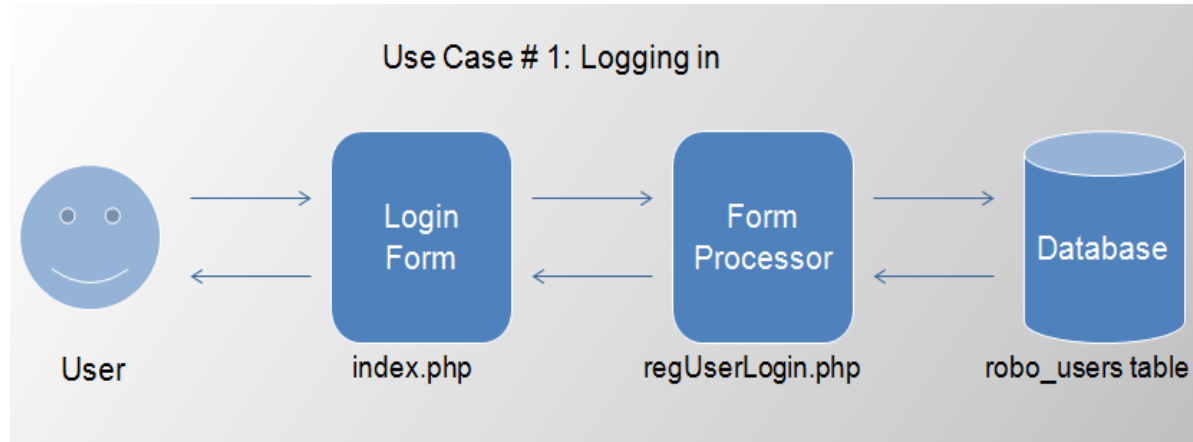 Use Case # 1: Logging in
Login
Form
Form
Processor
Database
User
index.php
regUserLogin.php
robo_users table